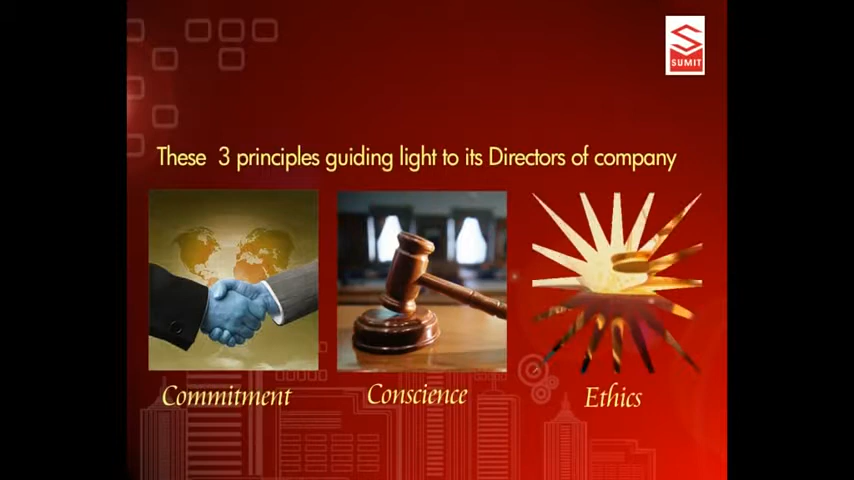 SUMIT
These 3 principles guiding light to its Directors of company
Commitment
Conscience
Ethics